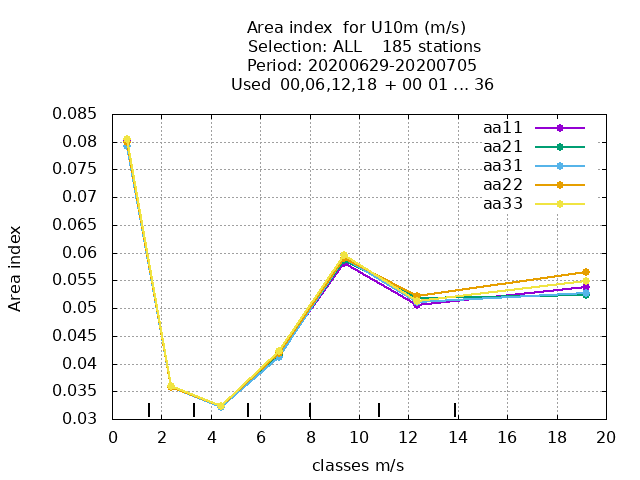 Area index  for U10m (m/s)
Selection: ALL    185 stations
Period: 20200629-20200705
Used  00,06,12,18 + 00 01 ... 36
0.085
0.08
0.075
0.07
0.065
0.06
0.055
0.05
0.045
0.04
0.035
0.03
Area index
aa11
aa21
aa31
aa22
aa33
0 2 4 6 8 10 12 14 16 18 20
classes m/s